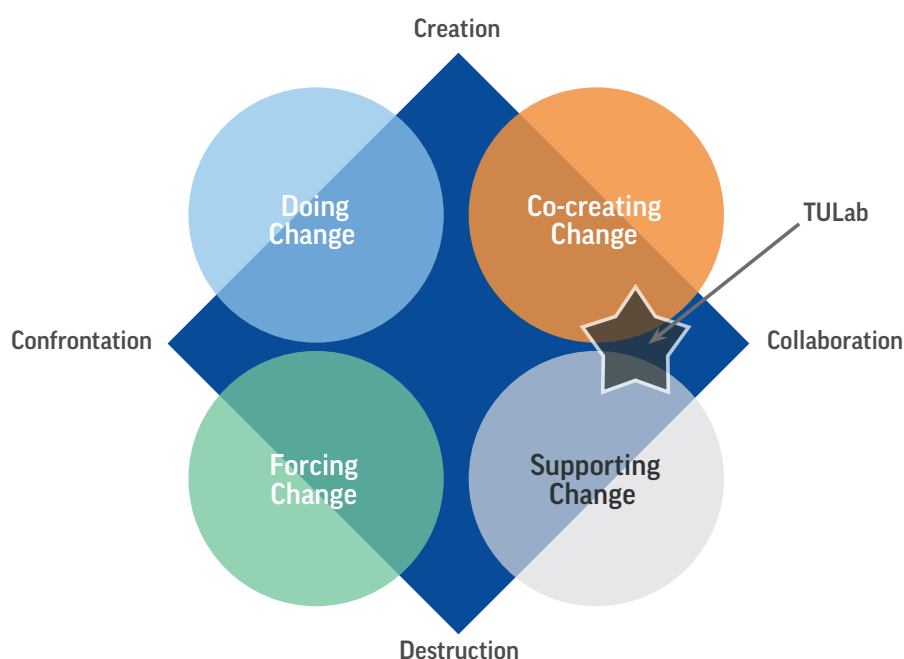 Creation
Doing
Change
Co-creating
Change
TULab
Confrontation
Collaboration
Forcing
Change
Supporting
Change
Destruction